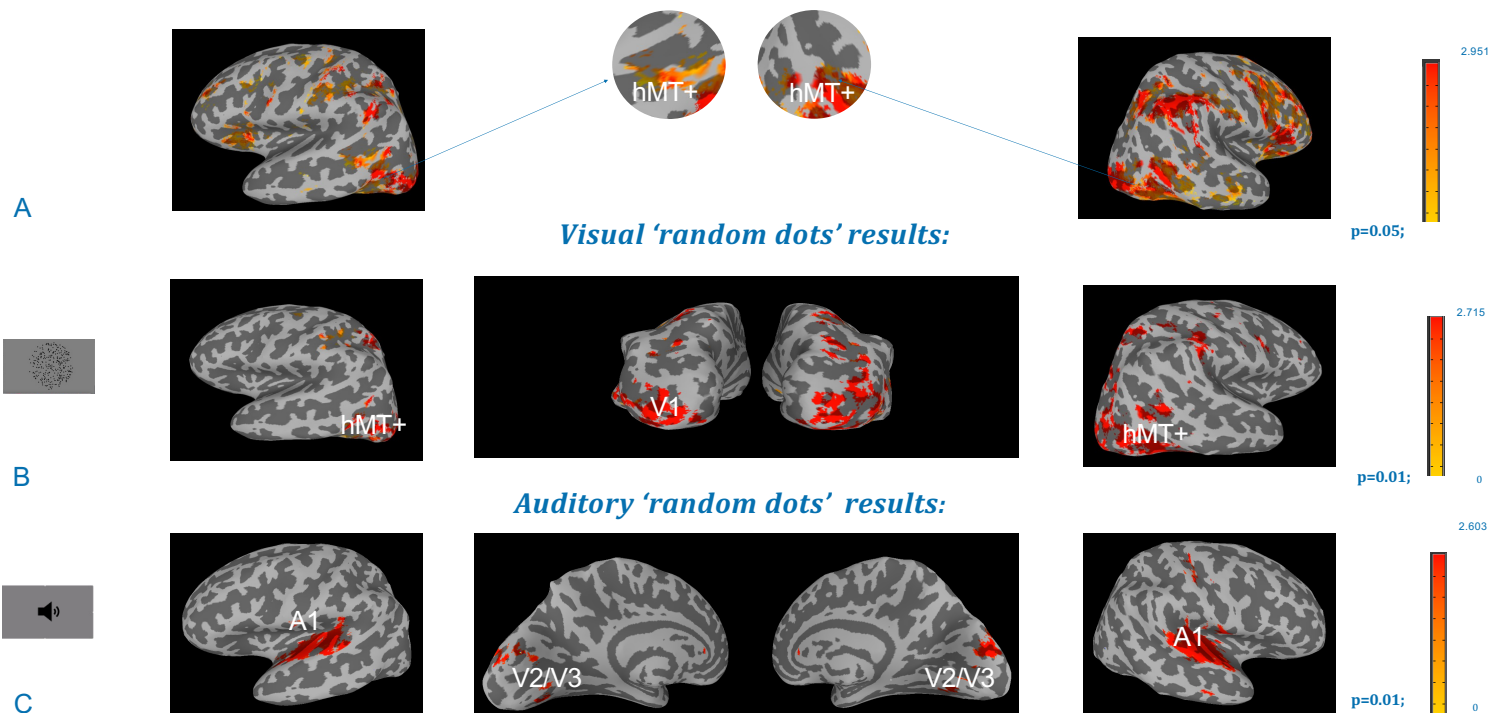 hMT+
hMT+
2.951
A
Visual ‘random dots’ results:
p=0.05;
2.715
V1
hMT+
hMT+
B
p=0.01;
0
Auditory ‘random dots’ results:
2.603
A1
A1
V2/V3
V2/V3
C
p=0.01;
0